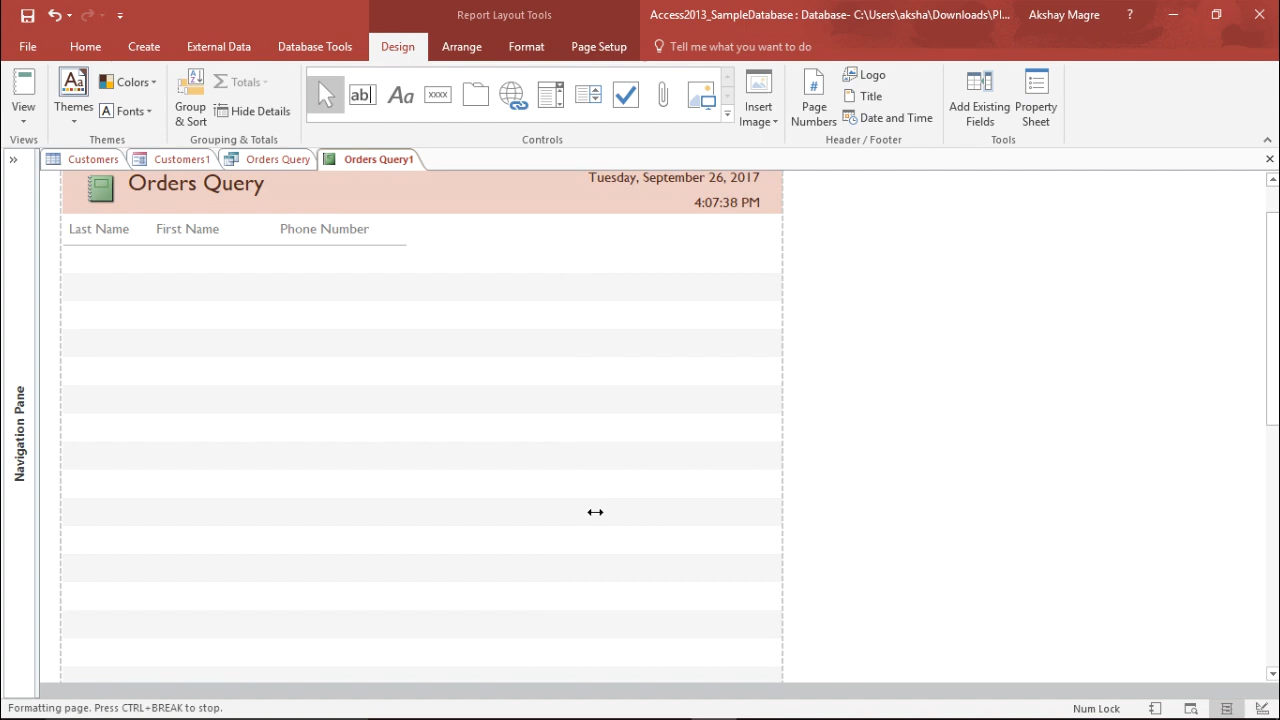 Report Layout Tools
Access2013_SampleDatabase : Database- C:\Users\aksha\Downloads\Pl...
Akshay Magre
?
File
Home
Create
External Data
Database Tools
Design
Arrange
Format
Page Setup
Tell me what you want to do
View
Views
Aa
Themes
Colors
Fonts
Themes
Group
& Sort
Totals
Hide Details
Grouping & Totals
ab
Aa
xxxx
Controls
Insert
Image
#
Page
Numbers
Logo
Title
Date and Time
Header / Footer
Add Existing
Fields
Property
Sheet
Tools
Customers
Customers1
Orders Query
Orders Query1
Navigation Pane
Orders Query
Tuesday, September 26, 2017
4:07:38 PM
Last Name
First Name
Phone Number
Formatting page. Press CTRL+BREAK to stop.
Num Lock